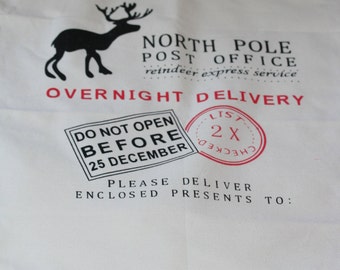 NORTH POLE
POST OFFICE
reindeer express service
OVERNIGHT DELIVERY
DO NOT OPEN
BEFORE
25 DECEMBER
LIST
2 X
CHECKED
PLEASE DELIVER
ENCLOSED PRESENTS TO: